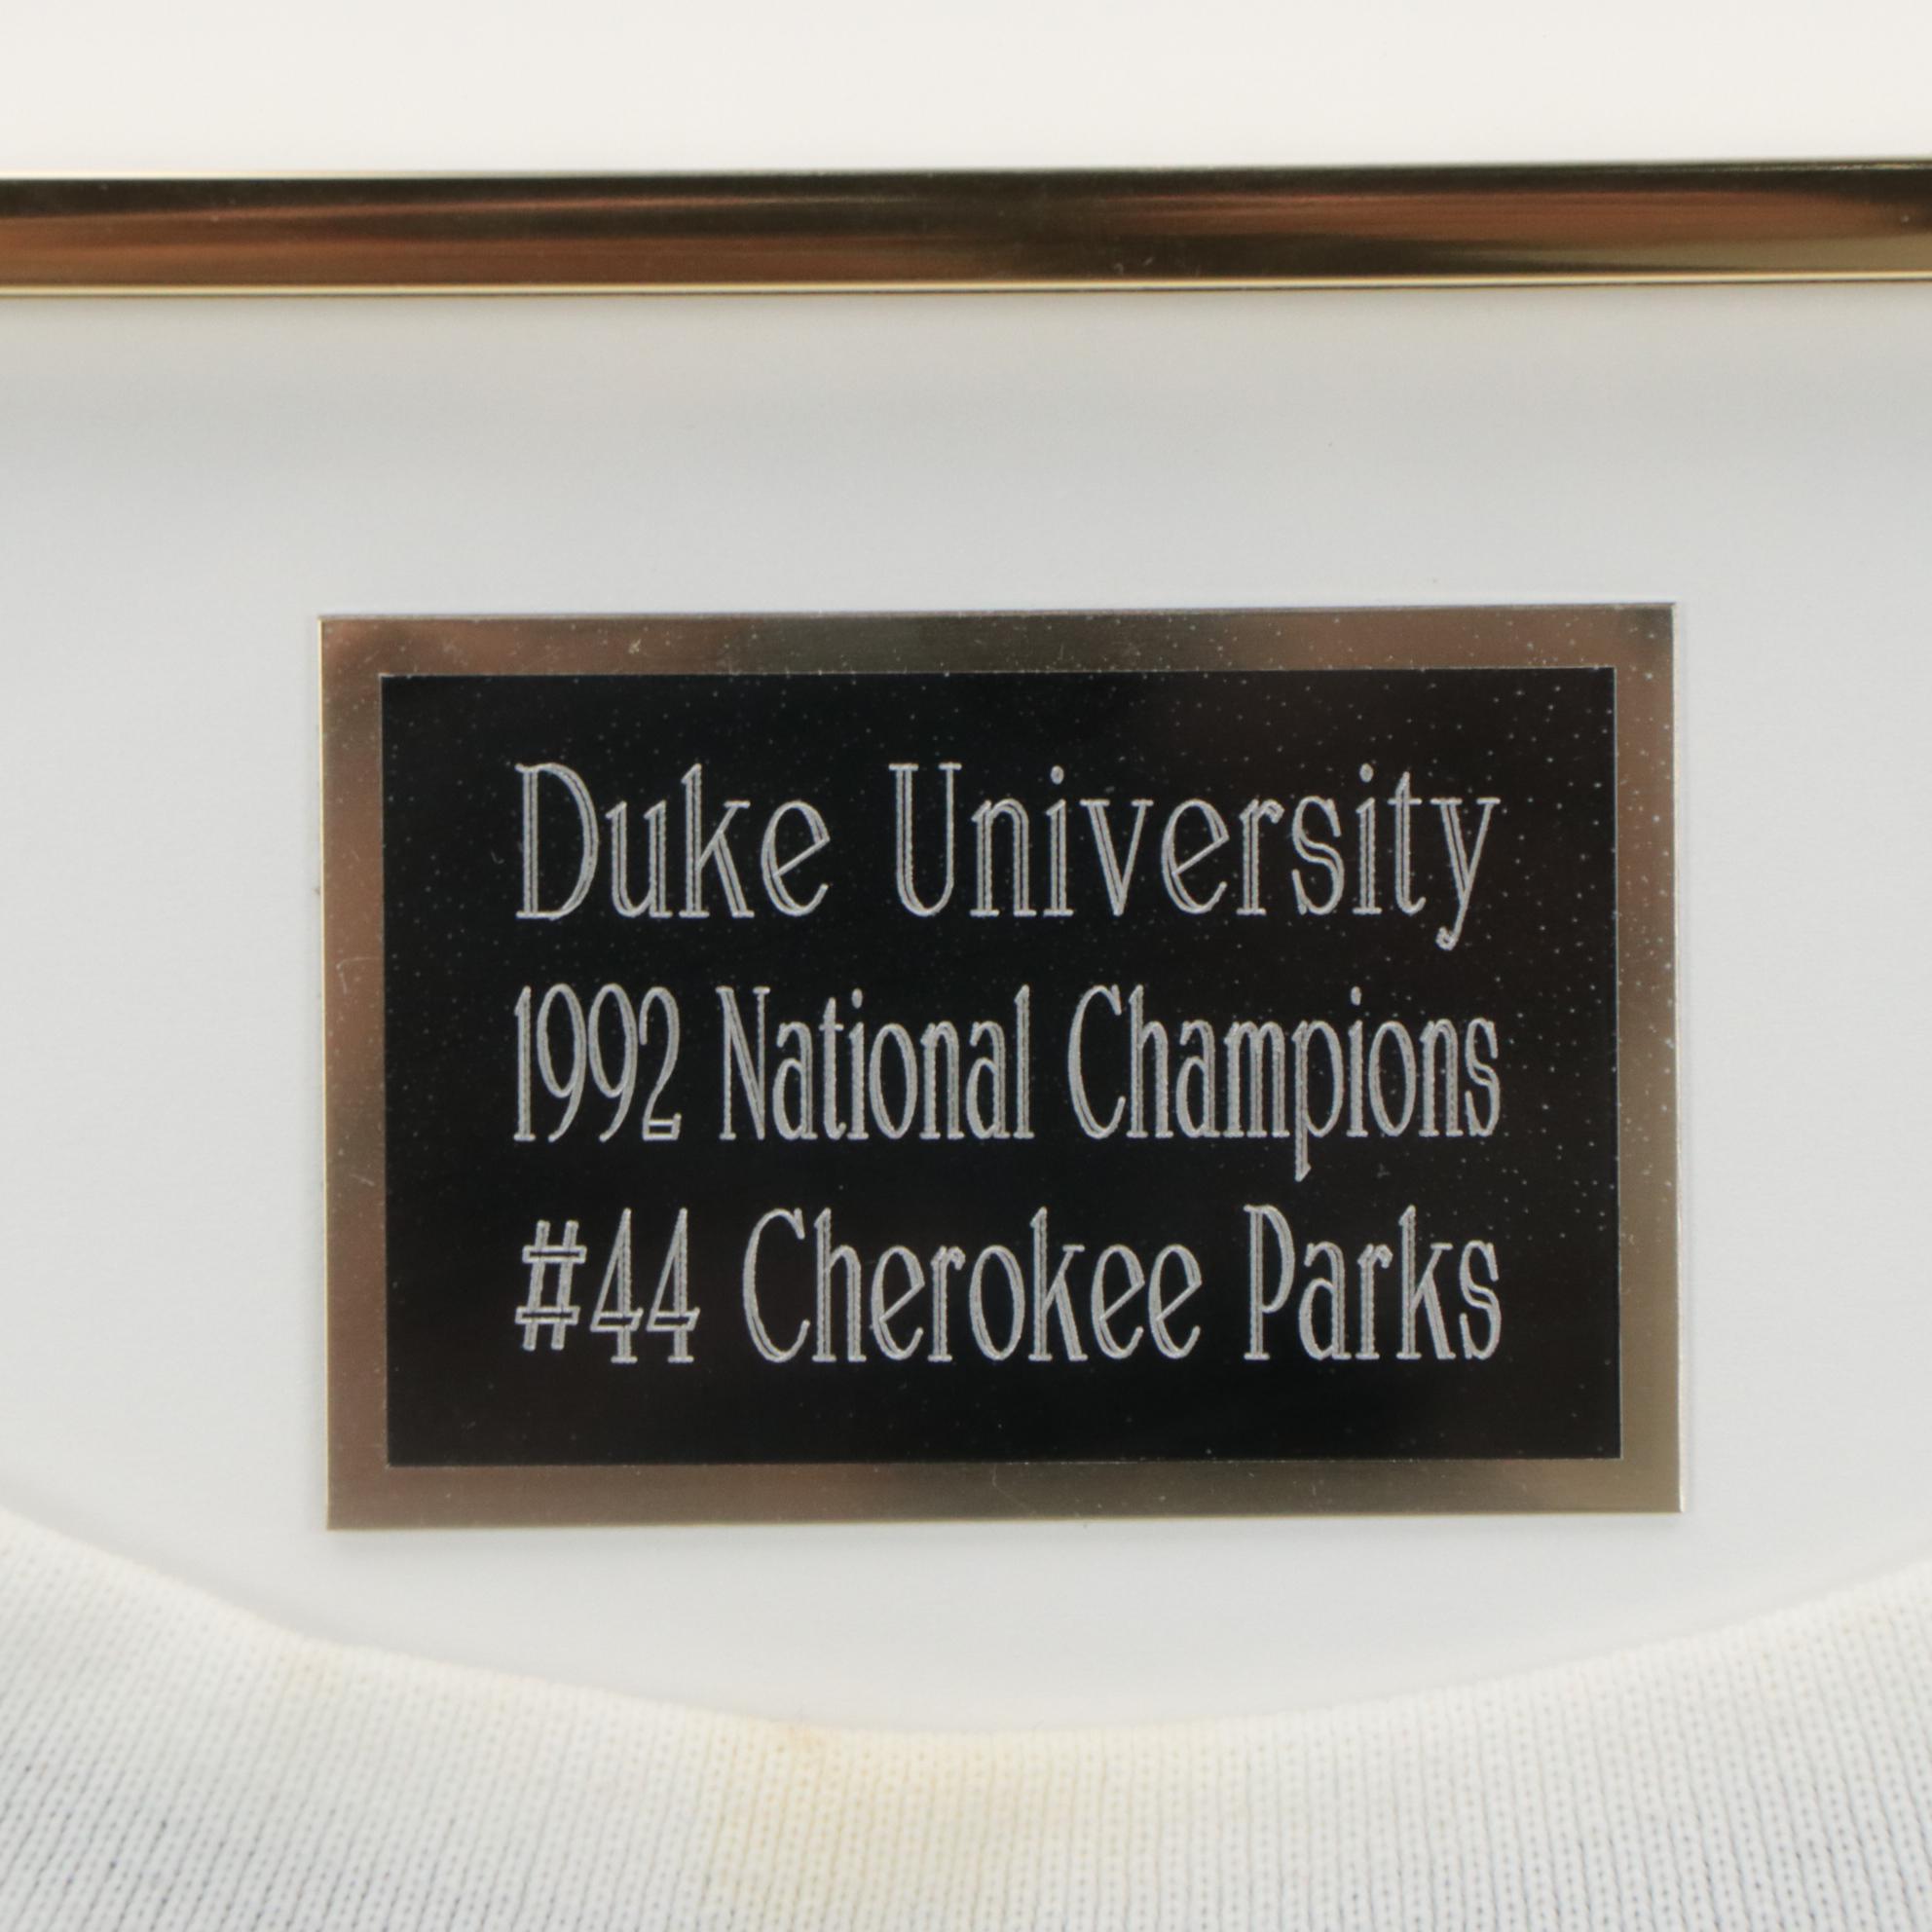 Duke University
1992 National Champions
#44 Cherokee Parks